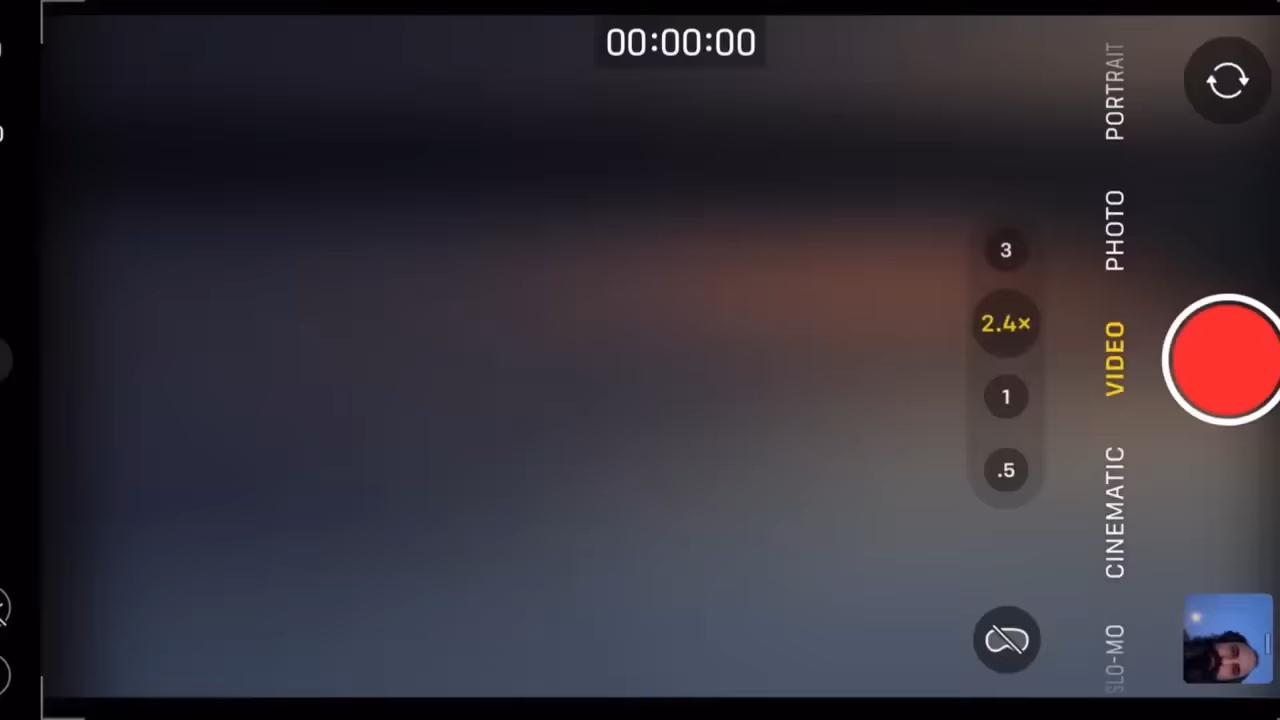 00:00:00
PORTRAIT
PHOTO
VIDEO
CINEMATIC
SLO-MO
3
2.4×
1
.5